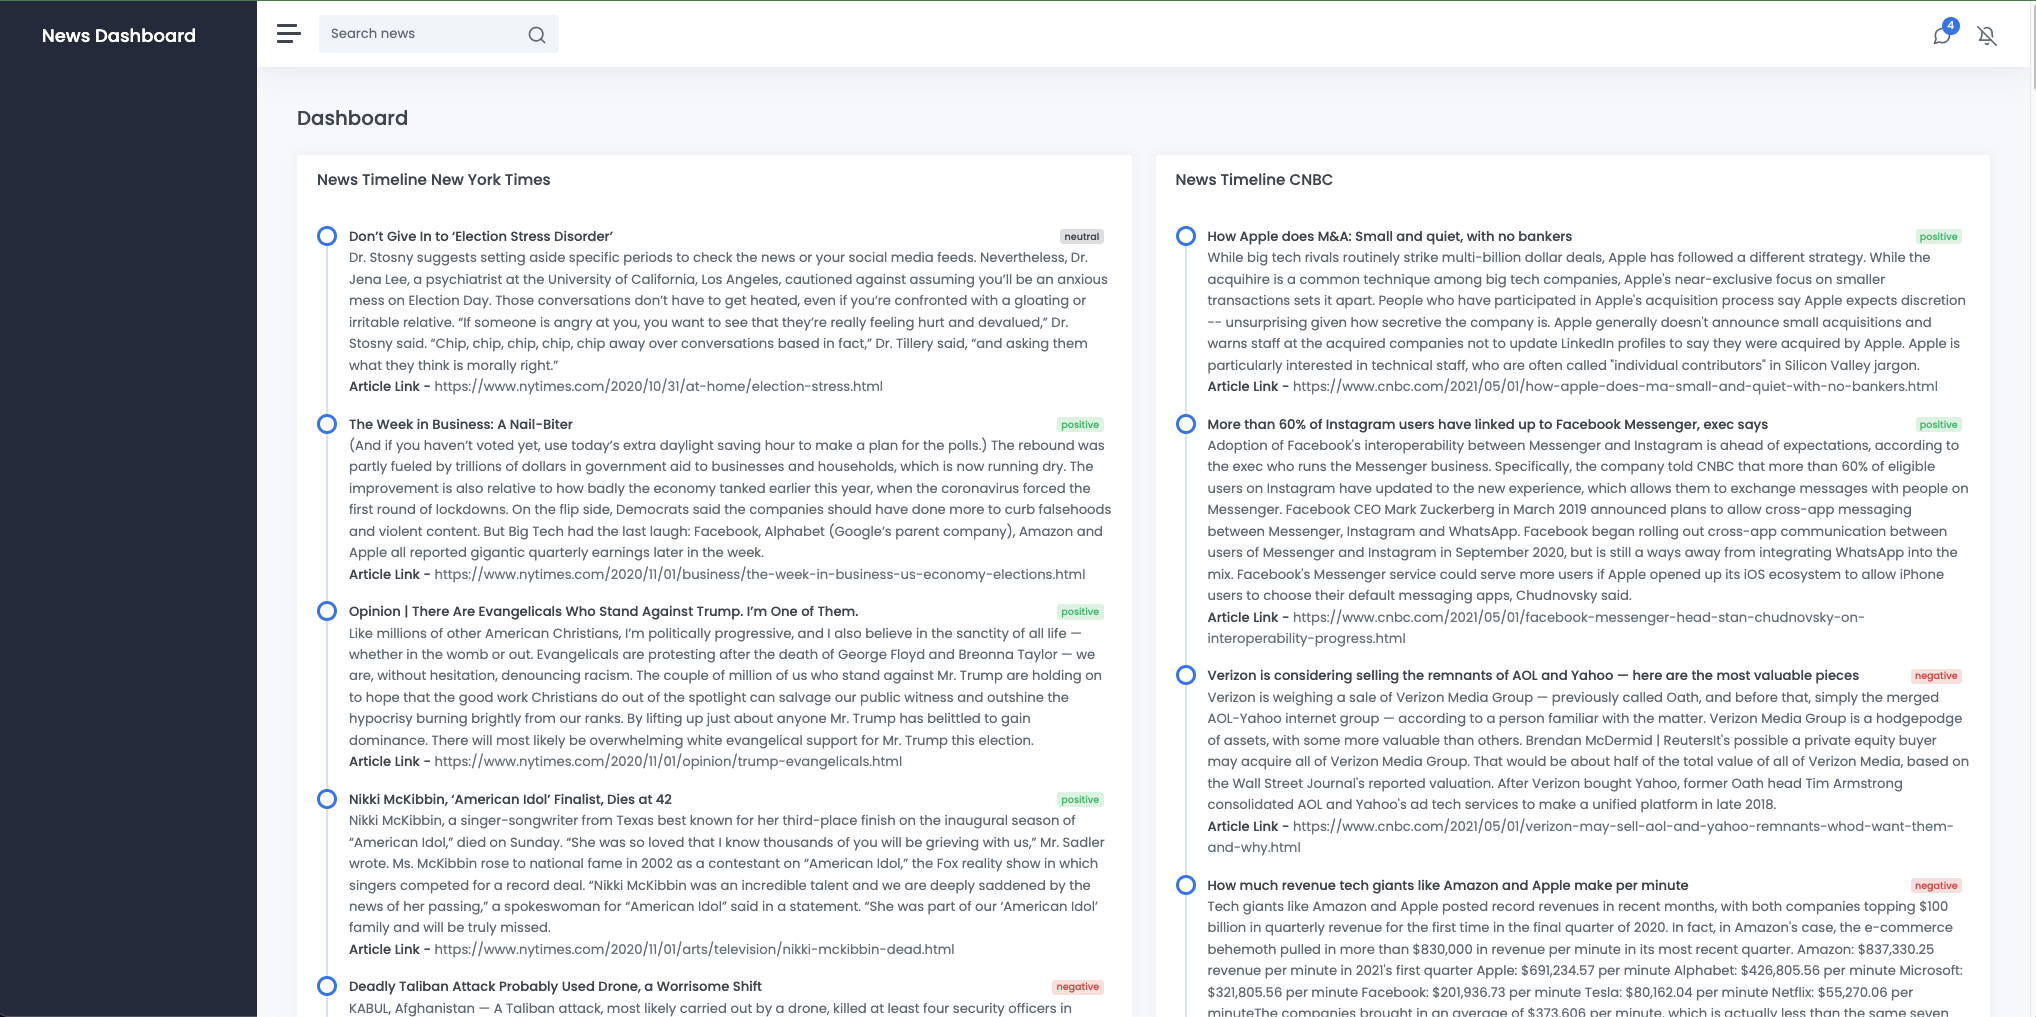 News Dashboard
Search news
4
Dashboard
News Timeline New York Times
Don’t Give In to ‘Election Stress Disorder’
neutral
Dr. Stosny suggests setting aside specific periods to check the news or your social media feeds. Nevertheless, Dr.
Jena Lee, a psychiatrist at the University of California, Los Angeles, cautioned against assuming you’ll be an anxious
mess on Election Day. Those conversations don’t have to get heated, even if you’re confronted with a gloating or
irritable relative. “If someone is angry at you, you want to see that they’re really feeling hurt and devalued,” Dr.
Stosny said. “Chip, chip, chip, chip, chip away over conversations based in fact,” Dr. Tillery said, “and asking them
what they think is morally right.”
Article Link - https://www.nytimes.com/2020/10/31/at-home/election-stress.html
The Week in Business: A Nail-Biter
positive
(And if you haven’t voted yet, use today’s extra daylight saving hour to make a plan for the polls.) The rebound was
partly fueled by trillions of dollars in government aid to businesses and households, which is now running dry. The
improvement is also relative to how badly the economy tanked earlier this year, when the coronavirus forced the
first round of lockdowns. On the flip side, Democrats said the companies should have done more to curb falsehoods
and violent content. But Big Tech had the last laugh: Facebook, Alphabet (Google’s parent company), Amazon and
Apple all reported gigantic quarterly earnings later in the week.
Article Link - https://www.nytimes.com/2020/11/01/business/the-week-in-business-us-economy-elections.html
Opinion | There Are Evangelicals Who Stand Against Trump. I’m One of Them.
positive
Like millions of other American Christians, I’m politically progressive, and I also believe in the sanctity of all life —
whether in the womb or out. Evangelicals are protesting after the death of George Floyd and Breonna Taylor — we
are, without hesitation, denouncing racism. The couple of million of us who stand against Mr. Trump are holding on
to hope that the good work Christians do out of the spotlight can salvage our public witness and outshine the
hypocrisy burning brightly from our ranks. By lifting up just about anyone Mr. Trump has belittled to gain
dominance. There will most likely be overwhelming white evangelical support for Mr. Trump this election.
Article Link - https://www.nytimes.com/2020/11/01/opinion/trump-evangelicals.html
Nikki McKibbin, ‘American Idol’ Finalist, Dies at 42
positive
Nikki McKibbin, a singer-songwriter from Texas best known for her third-place finish on the inaugural season of
“American Idol,” died on Sunday. “She was so loved that I know thousands of you will be grieving with us,” Mr. Sadler
wrote. Ms. McKibbin rose to national fame in 2002 as a contestant on “American Idol,” the Fox reality show in which
singers competed for a record deal. “Nikki McKibbin was an incredible talent and we are deeply saddened by the
news of her passing,” a spokeswoman for “American Idol” said in a statement. “She was part of our ‘American Idol’
family and will be truly missed.
Article Link - https://www.nytimes.com/2020/11/01/arts/television/nikki-mckibbin-dead.html
Deadly Taliban Attack Probably Used Drone, a Worrisome Shift
negative
KABUL, Afghanistan — A Taliban attack, most likely carried out by a drone, killed at least four security officers in
News Timeline CNBC
How Apple does M&A: Small and quiet, with no bankers
positive
While big tech rivals routinely strike multi-billion dollar deals, Apple has followed a different strategy. While the
acquihire is a common technique among big tech companies, Apple's near-exclusive focus on smaller
transactions sets it apart. People who have participated in Apple's acquisition process say Apple expects discretion
-- unsurprising given how secretive the company is. Apple generally doesn't announce small acquisitions and
warns staff at the acquired companies not to update LinkedIn profiles to say they were acquired by Apple. Apple is
particularly interested in technical staff, who are often called "individual contributors" in Silicon Valley jargon.
Article Link - https://www.cnbc.com/2021/05/01/how-apple-does-ma-small-and-quiet-with-no-bankers.html
More than 60% of Instagram users have linked up to Facebook Messenger, exec says
positive
Adoption of Facebook's interoperability between Messenger and Instagram is ahead of expectations, according to
the exec who runs the Messenger business. Specifically, the company told CNBC that more than 60% of eligible
users on Instagram have updated to the new experience, which allows them to exchange messages with people on
Messenger. Facebook CEO Mark Zuckerberg in March 2019 announced plans to allow cross-app messaging
between Messenger, Instagram and WhatsApp. Facebook began rolling out cross-app communication between
users of Messenger and Instagram in September 2020, but is still a ways away from integrating WhatsApp into the
mix. Facebook's Messenger service could serve more users if Apple opened up its iOS ecosystem to allow iPhone
users to choose their default messaging apps, Chudnovsky said.
Article Link - https://www.cnbc.com/2021/05/01/facebook-messenger-head-stan-chudnovsky-on-
interoperability-progress.html
Verizon is considering selling the remnants of AOL and Yahoo — here are the most valuable pieces
negative
Verizon is weighing a sale of Verizon Media Group — previously called Oath, and before that, simply the merged
AOL-Yahoo internet group — according to a person familiar with the matter. Verizon Media Group is a hodgepodge
of assets, with some more valuable than others. Brendan McDermid | ReutersIt's possible a private equity buyer
may acquire all of Verizon Media Group. That would be about half of the total value of all of Verizon Media, based on
the Wall Street Journal's reported valuation. After Verizon bought Yahoo, former Oath head Tim Armstrong
consolidated AOL and Yahoo's ad tech services to make a unified platform in late 2018.
Article Link - https://www.cnbc.com/2021/05/01/verizon-may-sell-aol-and-yahoo-remnants-whod-want-them-
and-why.html
How much revenue tech giants like Amazon and Apple make per minute
negative
Tech giants like Amazon and Apple posted record revenues in recent months, with both companies topping $100
billion in quarterly revenue for the first time in the final quarter of 2020. In fact, in Amazon's case, the e-commerce
behemoth pulled in more than $830,000 in revenue per minute in its most recent quarter. Amazon: $837,330.25
revenue per minute in 2021's first quarter Apple: $691,234.57 per minute Alphabet: $426,805.56 per minute Microsoft:
$321,805.56 per minute Facebook: $201,936.73 per minute Tesla: $80,162.04 per minute Netflix: $55,270.06 per
minuteThe companies brought in an average of $373,606 per minute, which is actually less than the same seven